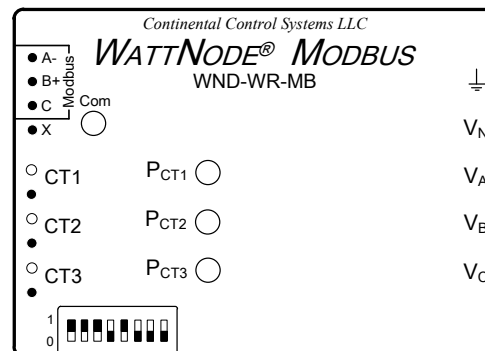 Continental Control Systems LLC
WATTNODE® MODBUS
WND-WR-MB
A-
B+
C
X
Modbus
Com
VN
CT1 PCT1 VA
CT2 PCT2 VB
CT3 PCT3 VC
1
0